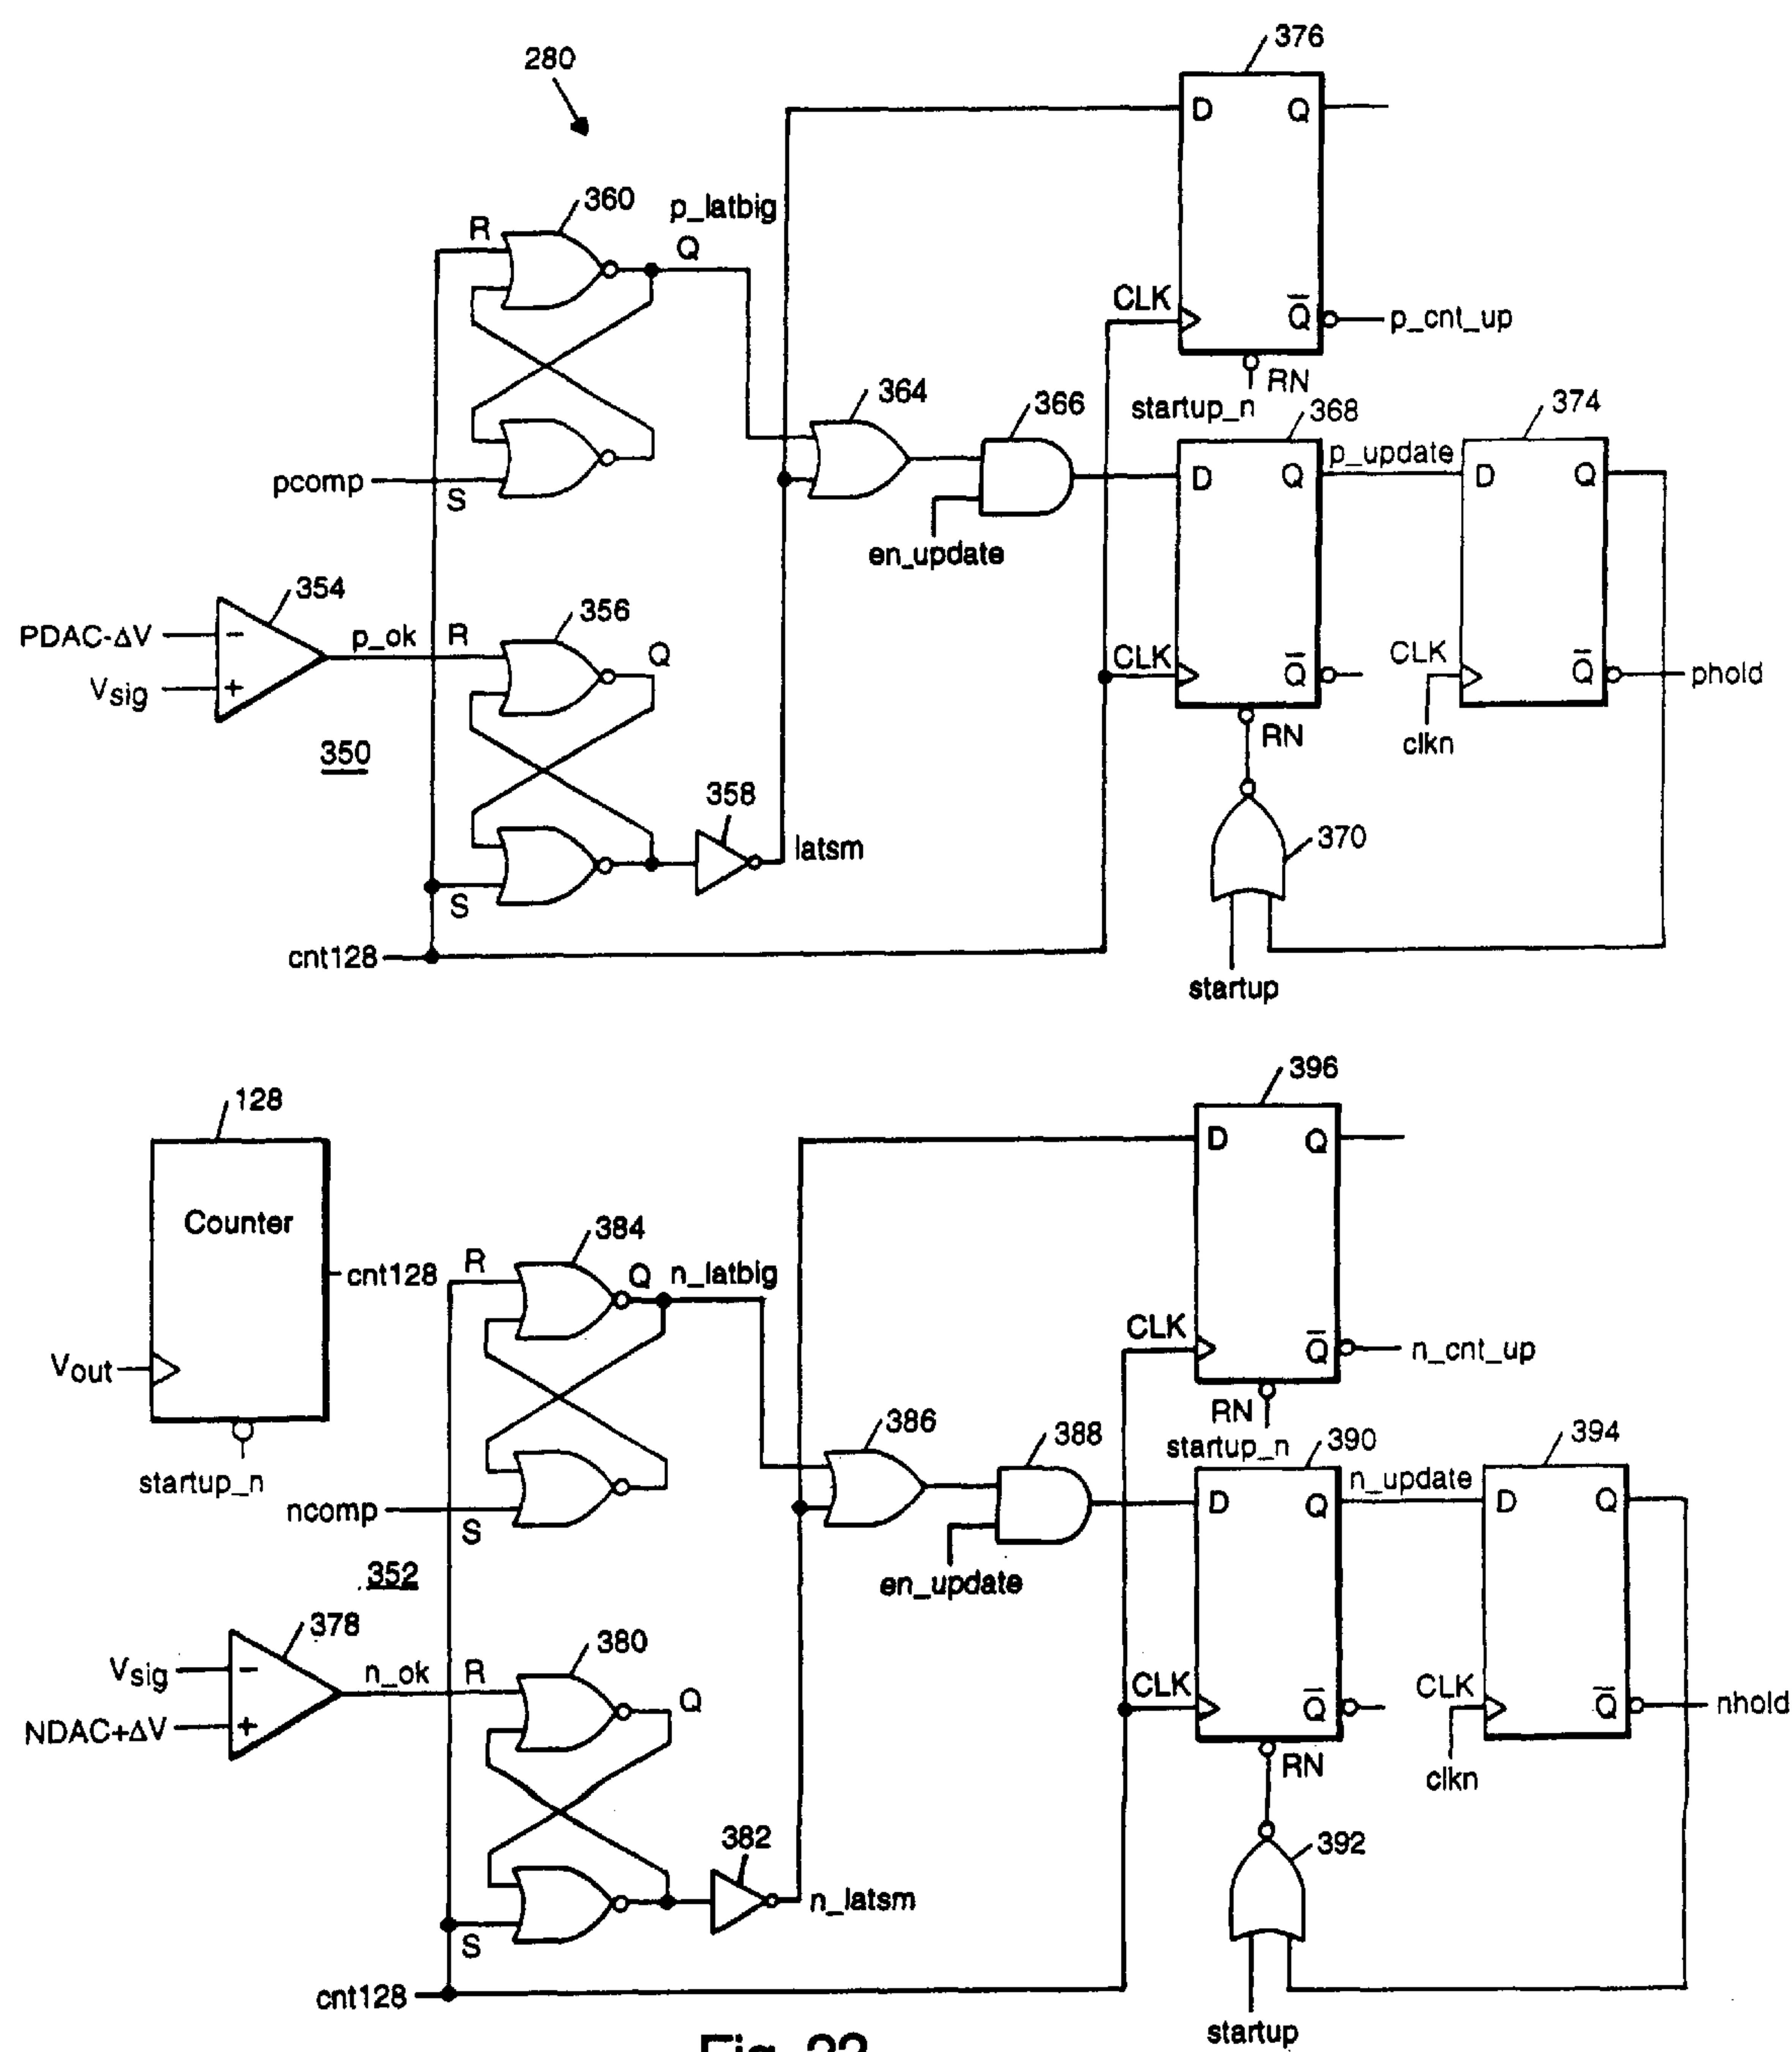 376
280
D Q
360
p_latbig
R
Q
CLK
Q
p_cnt_up
RN
startup_n
364
366
368
374
p_update
pcomp
S
D Q
D Q
en_update
354
356
PDAC-ΔV
-
p_ok
R
Q
CLK
Q
CLK
Q
phold
Vsig
+
clkn
RN
350
358
latsm
370
S
cnt128
startup
396
128
D Q
Counter
384
cnt128
R
Q
n_latbig
CLK
Q
n_cnt_up
Vout
RN
startup_n
386
388
390
394
startup_n
n_update
ncomp
S
D Q
D Q
352
en_update
378
380
Vsig
-
n_ok
R
Q
CLK
Q
CLK
Q
nhold
NDAC+ΔV
+
RN
clkn
382
392
n_latsm
S
cnt128
startup